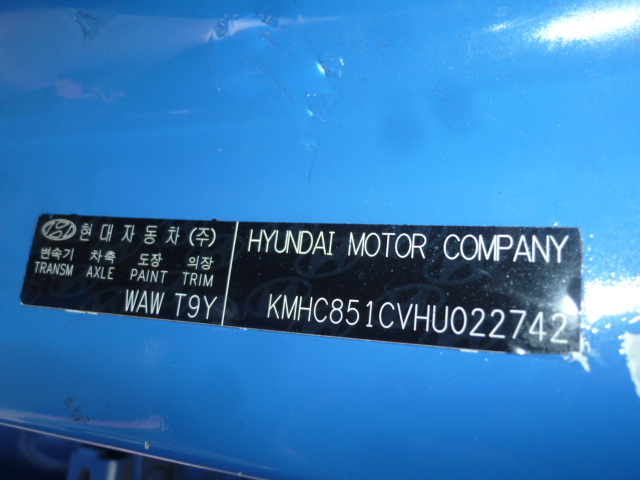 현대자동차(주)
변속기 차축 도장 의장
TRANSM AXLE PAINT TRIM
WAW T9Y
HYUNDAI MOTOR COMPANY
KMHC851CVHU022742